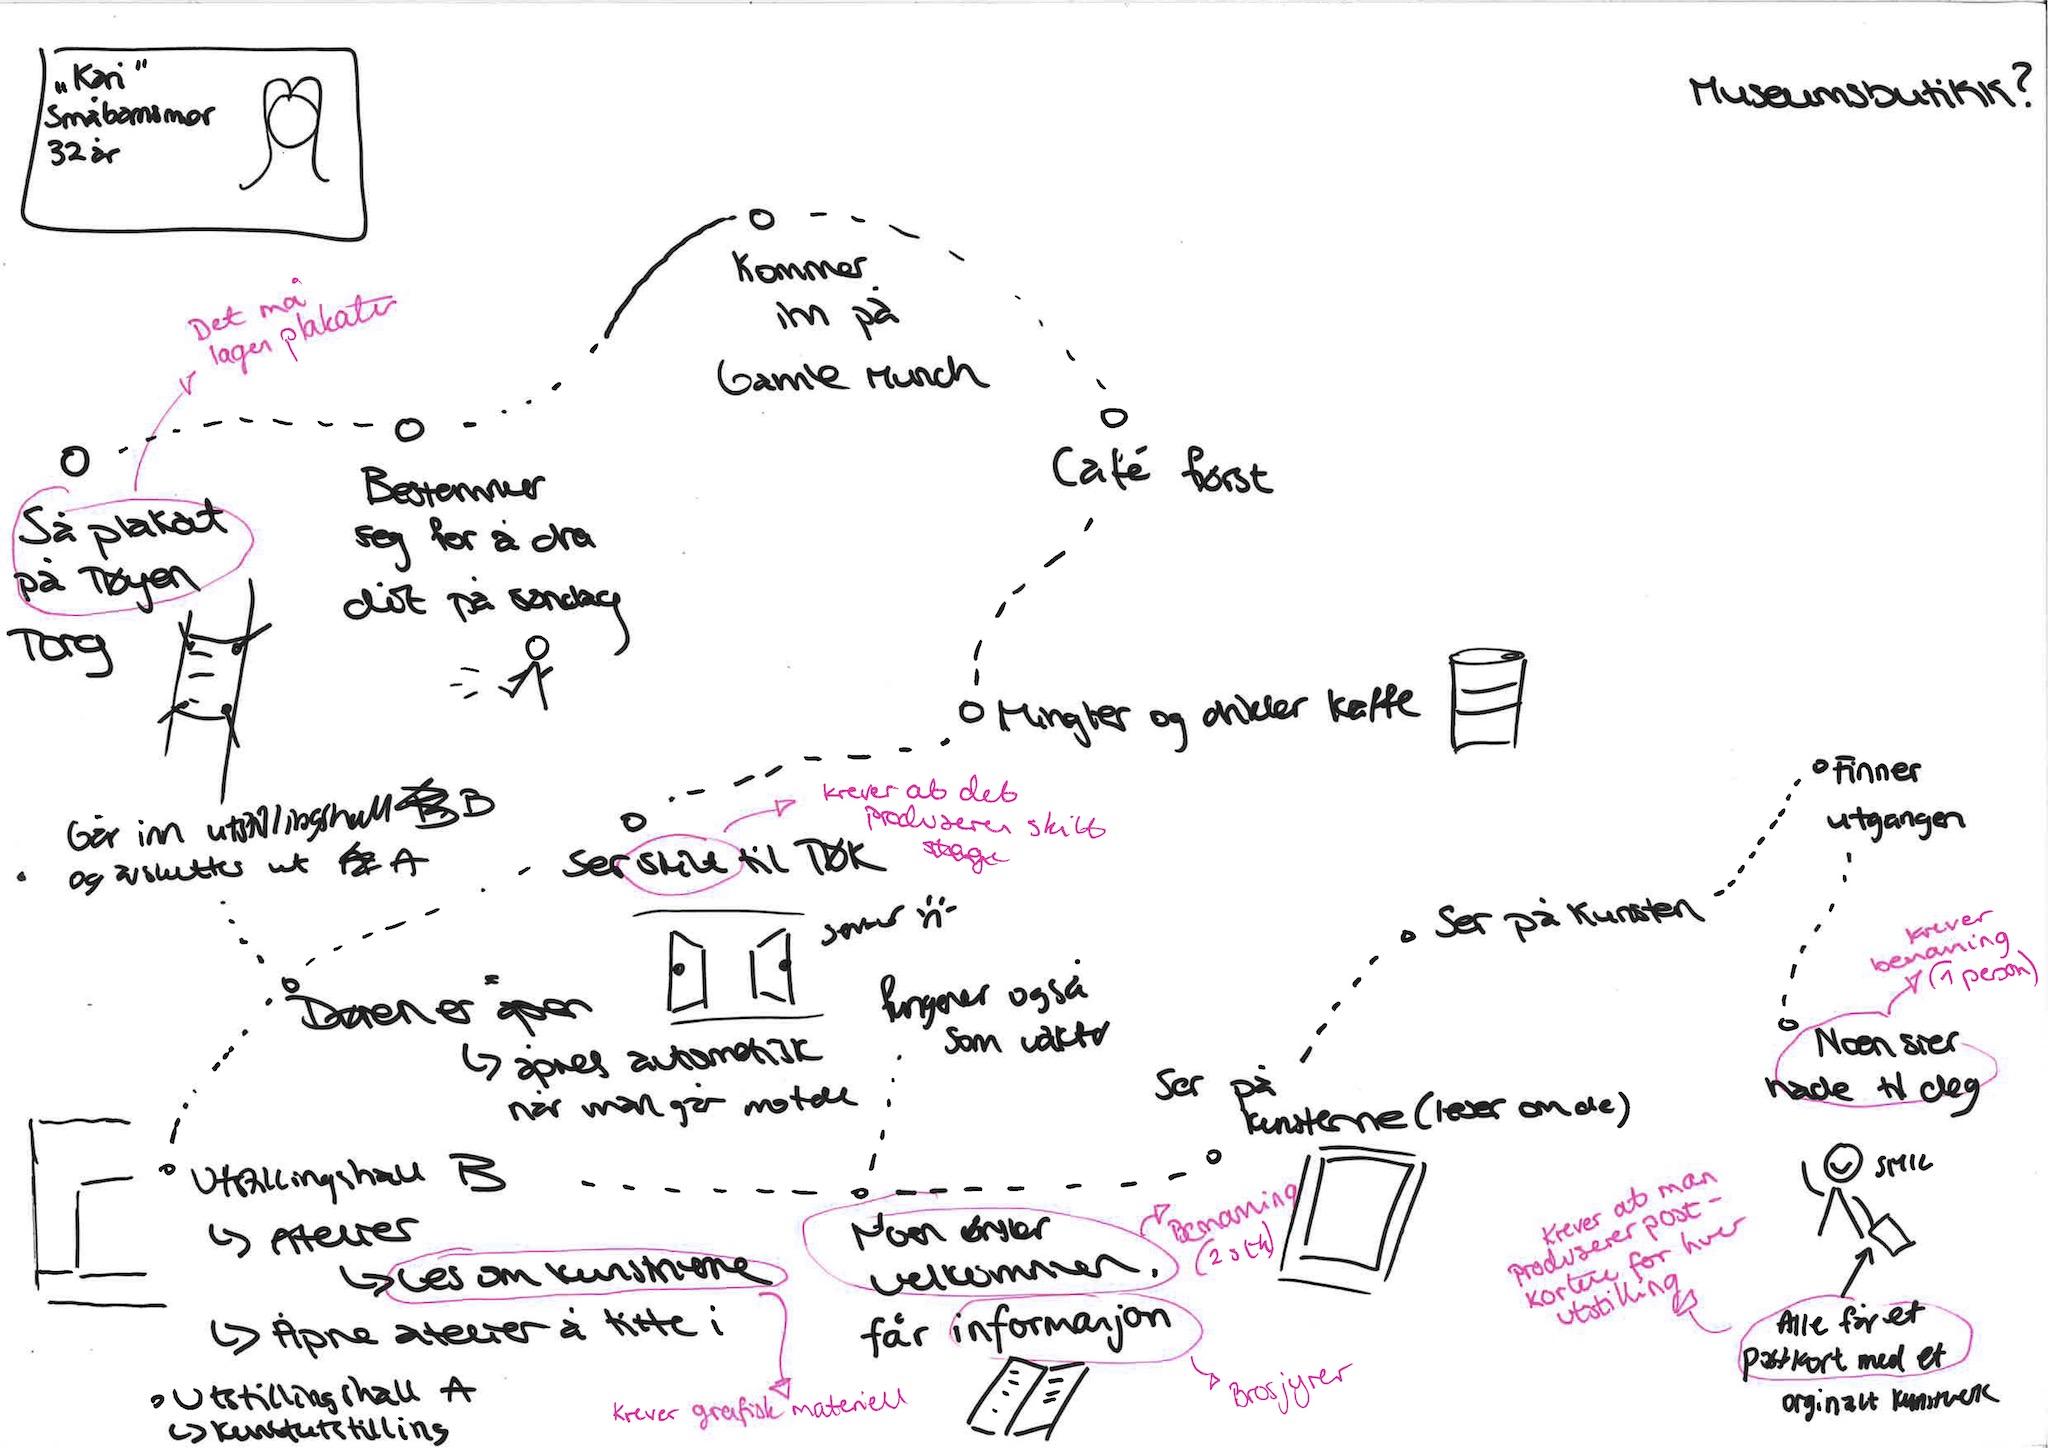 „Kari"
Småbarnsmor
32 år
Museumsbutikk?
Det må
lages plakater
Så plakat
på Tøyen
Torg
Bestemmer
seg for å dra
dit på søndag
Kommer
inn på
Gamle Munch
Café først
Mingler og drikker kaffe
Går inn utstillingshall B
og avsluttes ut A
Ser skilt til TØK
krever at det
produseres skilt
Døren er "åpen
↳ åpnes automatisk
når man går mot de
sensor
Fungerer også
som vakter
Utstillingshall B
↳ Atelier
↳ Les om kunstnerne
↳ Åpne atelier å titte i
• Utstillingshall A
↳ Kunstutstilling
krever grafisk materiell
Noen ønsker
velkommen,
får informasjon
Bemanning
(2 stk)
Brosjyrer
Ser på
kunsterne (leser om de)
Ser på kunsten
Finner
utgangen
krever
bemanning
(1 person)
Noen sier
hade til deg
SMIL
krever at man
produserer post-
kortene for hver
utstilling
Alle får et
postkort med et
orginalt kunstverk